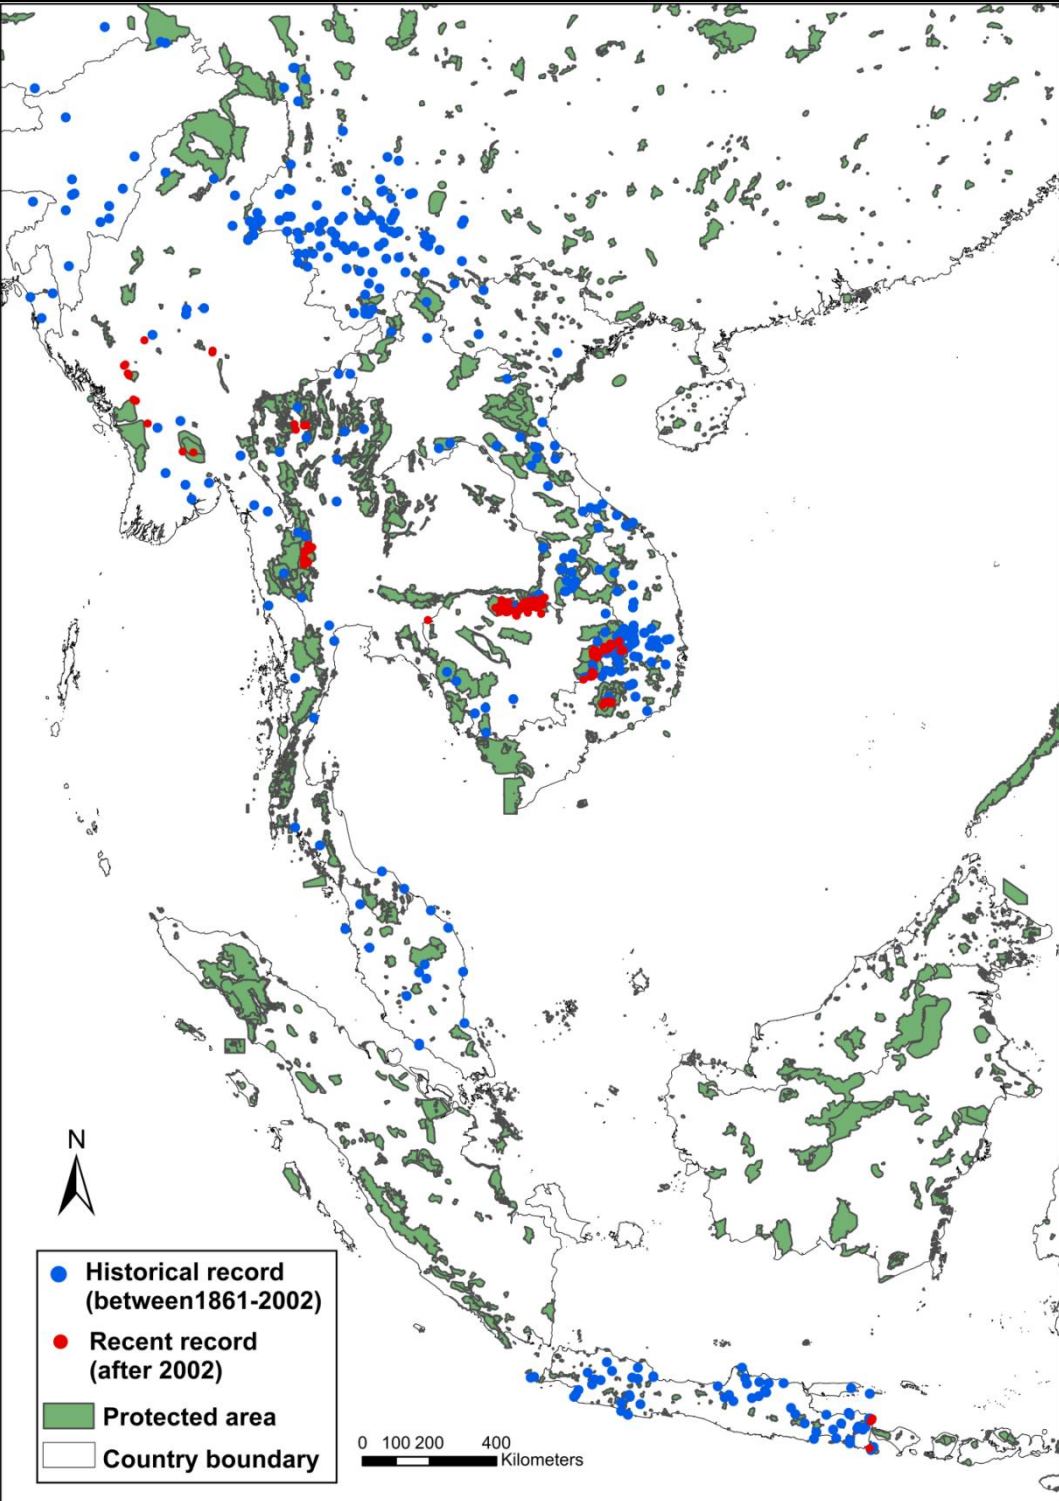 N
Historical record
(between1861-2002)
Recent record
(after 2002)
Protected area
Country boundary
0 100 200 400
Kilometers